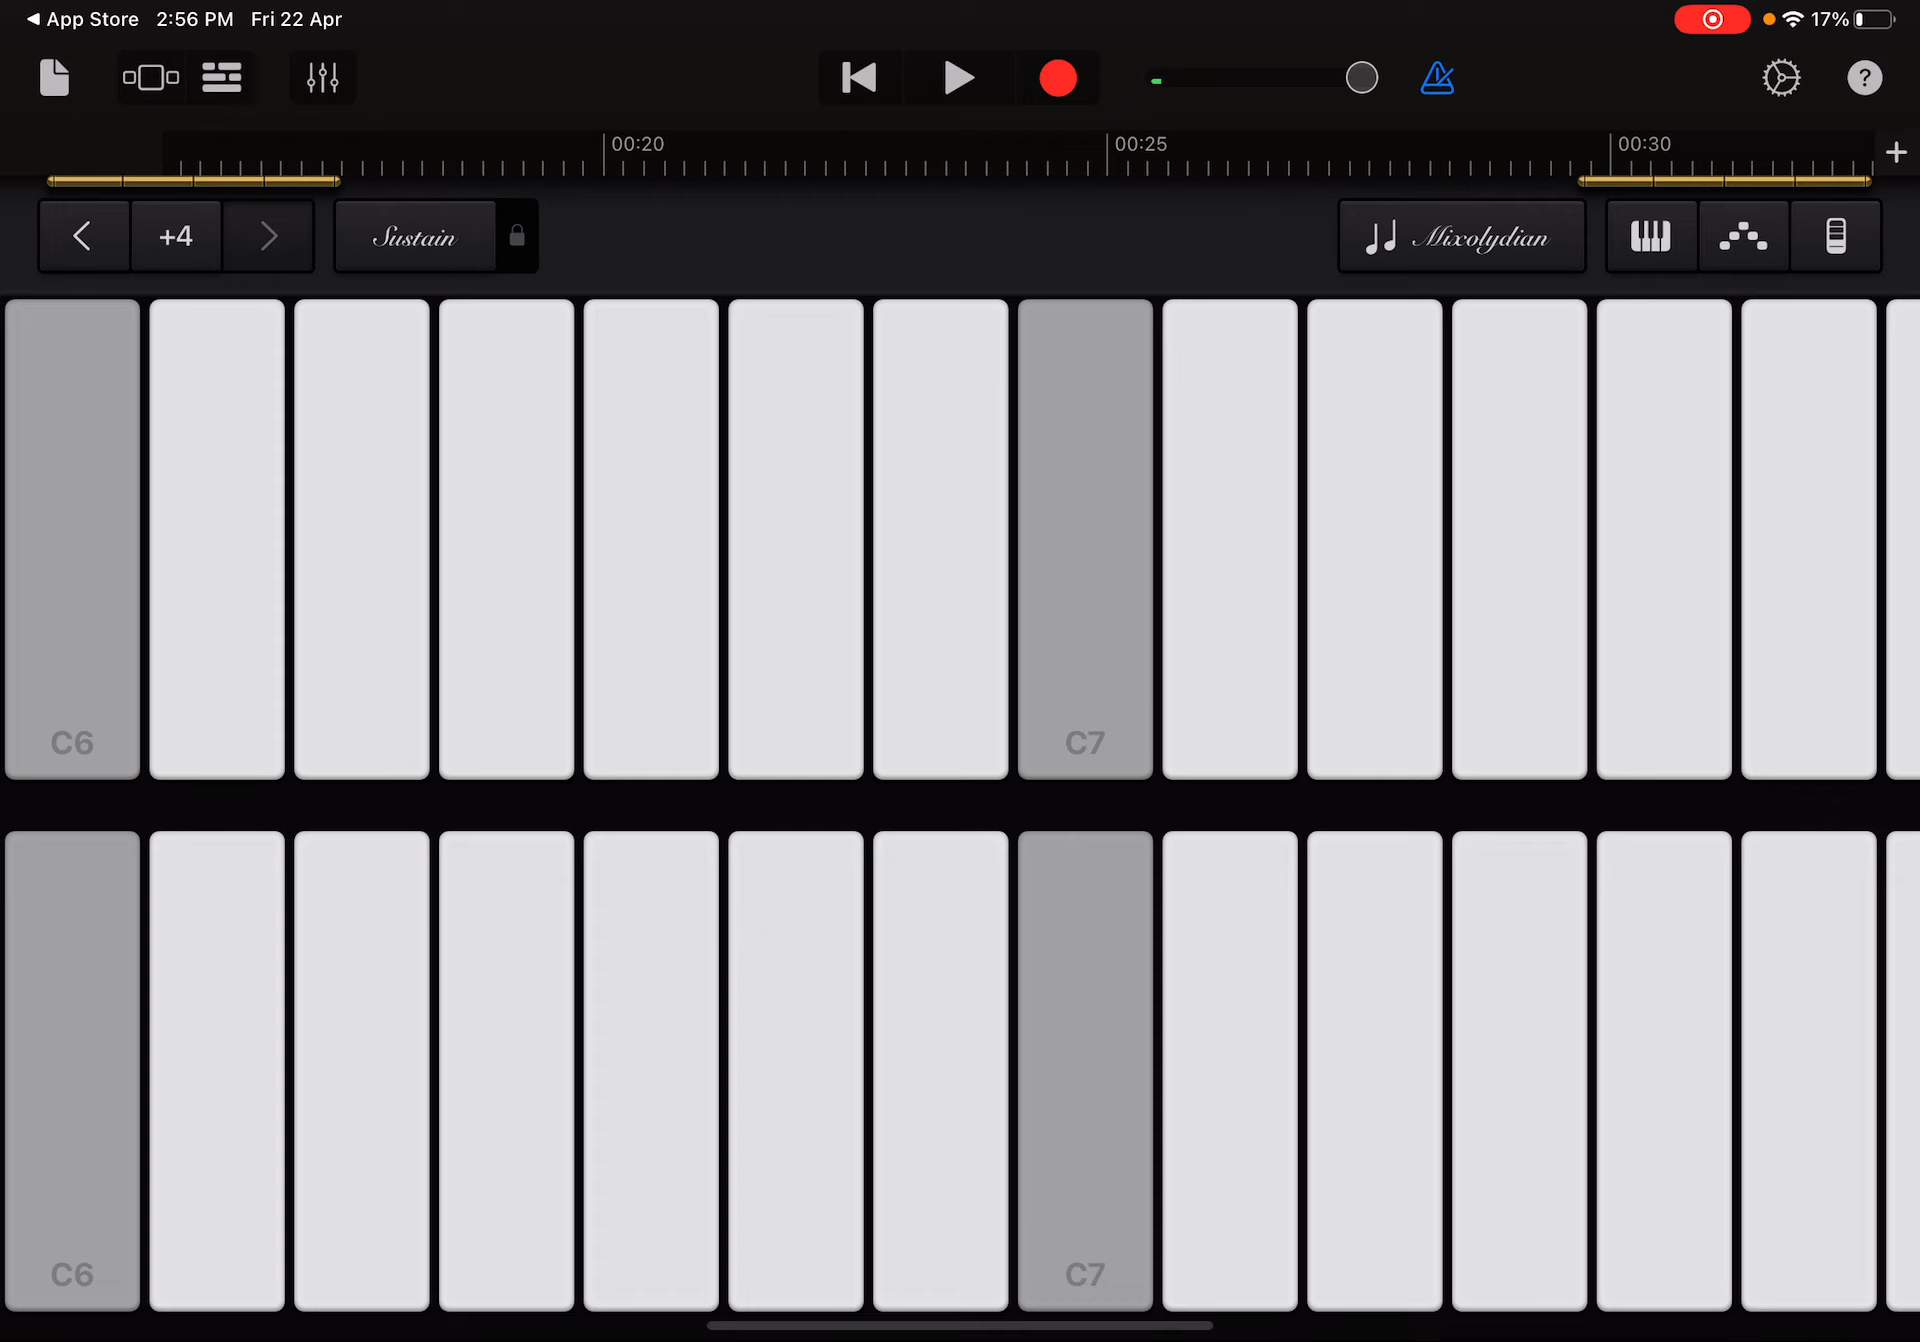 App Store 2:56 PM Fri 22 Apr 17%
?
00:20 00:25 00:30
+4 Sustain Mixolydian
C6 C7
C6 C7